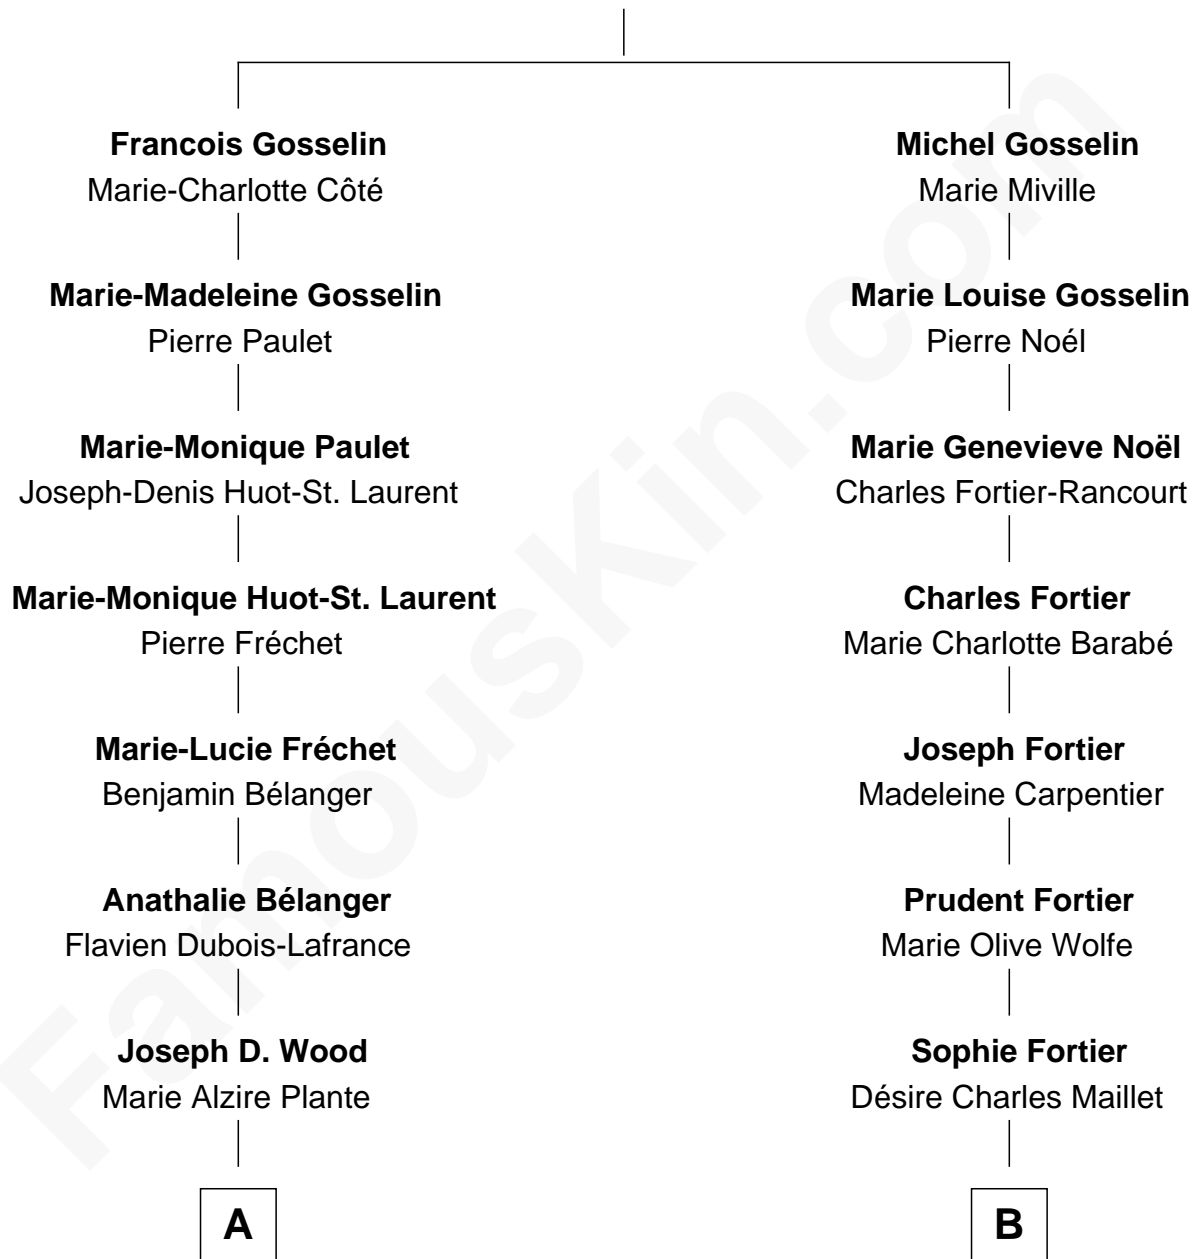 Francois Gosselin
Marie-Charlotte Côté
Michel Gosselin
Marie Miville
Marie-Madeleine Gosselin
Pierre Paulet
Marie Louise Gosselin
Pierre Noél
Marie-Monique Paulet
Joseph-Denis Huot-St. Laurent
Marie Genevieve Noël
Charles Fortier-Rancourt
Marie-Monique Huot-St. Laurent
Pierre Fréchet
Charles Fortier
Marie Charlotte Barabé
Marie-Lucie Fréchet
Benjamin Bélanger
Joseph Fortier
Madeleine Carpentier
Anathalie Bélanger
Flavien Dubois-Lafrance
Prudent Fortier
Marie Olive Wolfe
Joseph D. Wood
Marie Alzire Plante
Sophie Fortier
Désire Charles Maillet
A
B
FamousKin.com